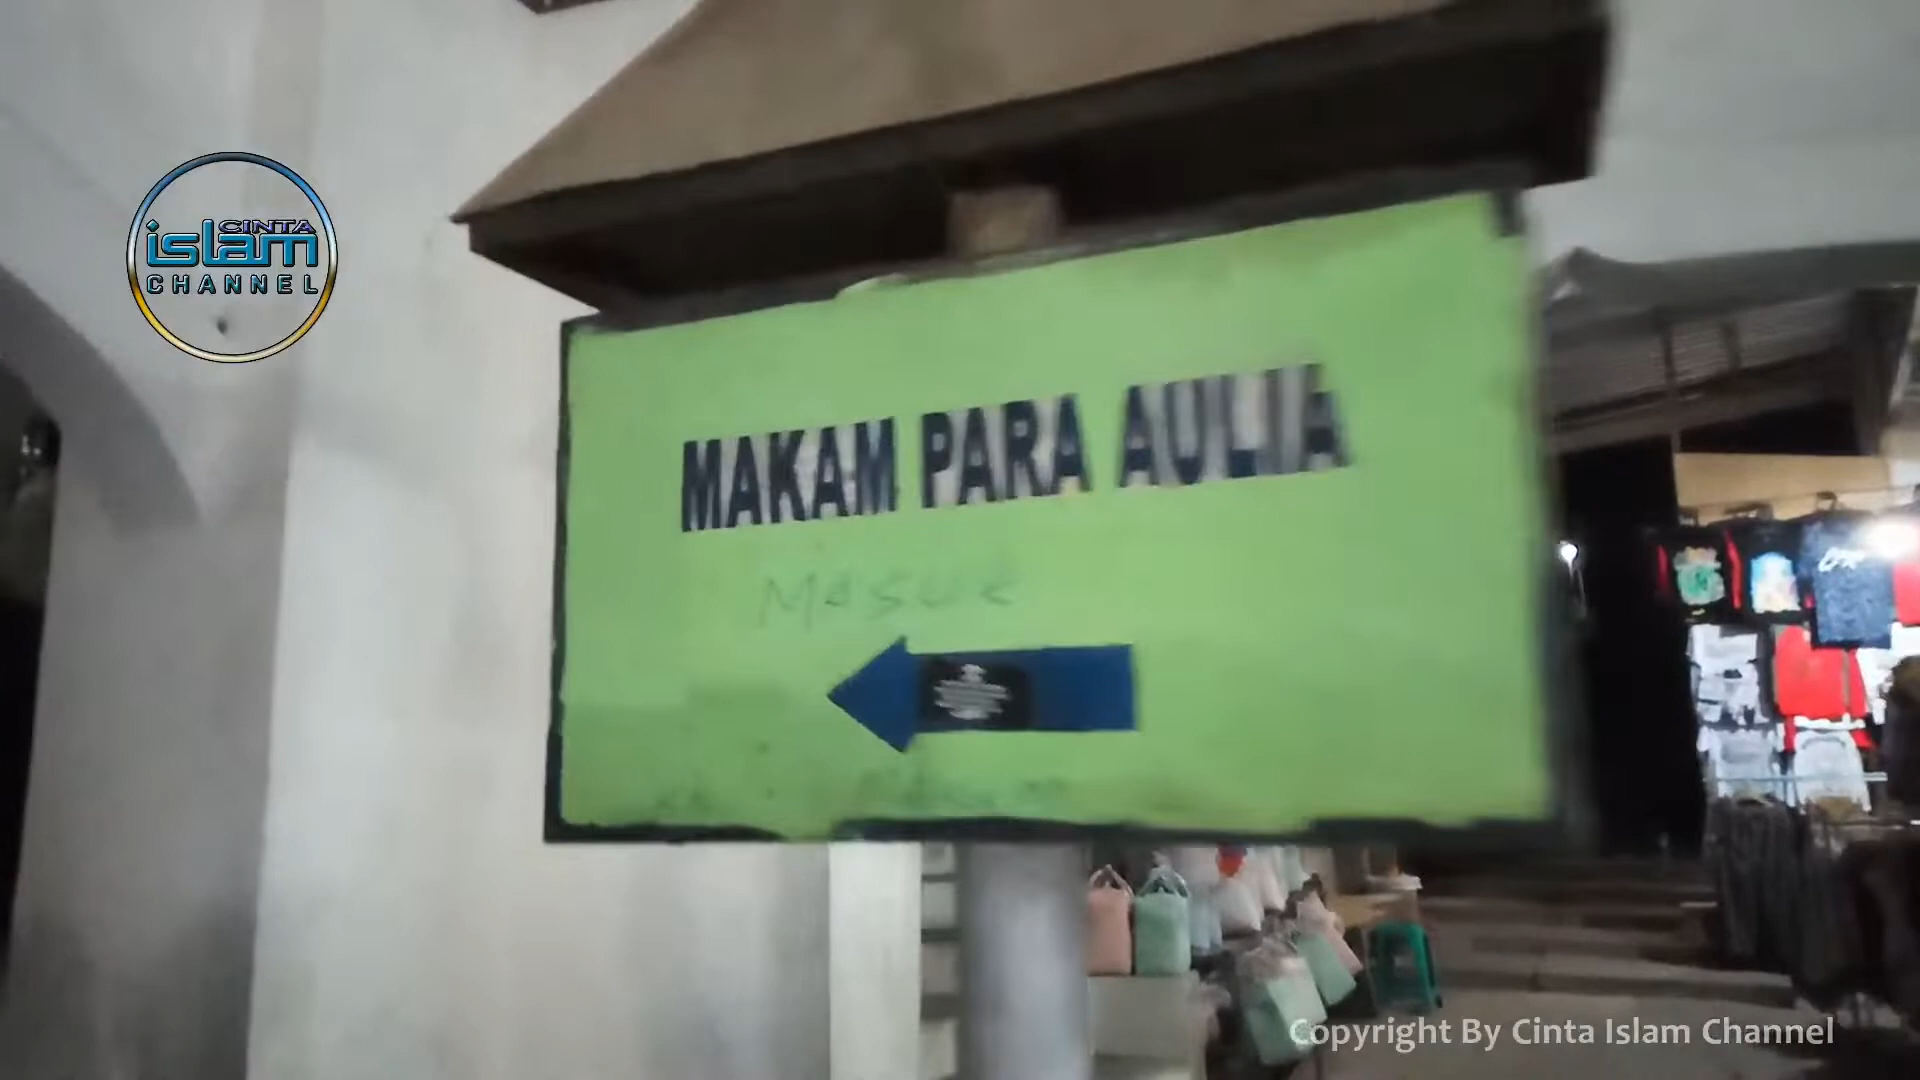 CINTA
islam
CHANNEL
MAKAM PARA AULIA
MASUK
Copyright By Cinta Islam Channel